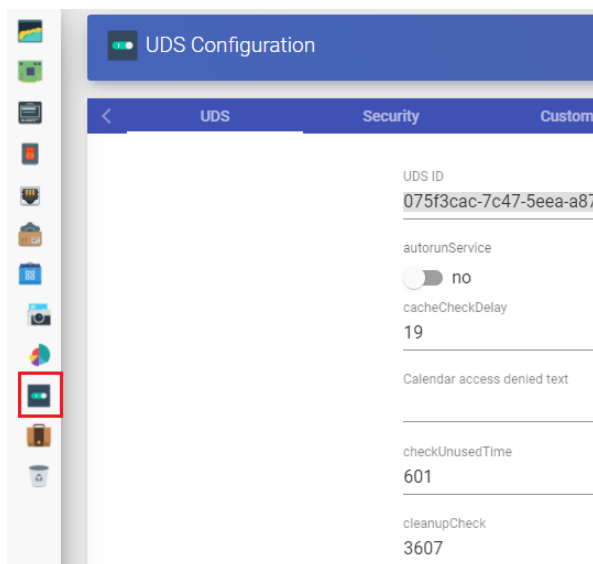 UDS Configuration
UDS Security Custom
UDS ID
075f3cac-7c47-5eea-a87
autorunService
no
cacheCheckDelay
19
Calendar access denied text
checkUnusedTime
601
cleanupCheck
3607